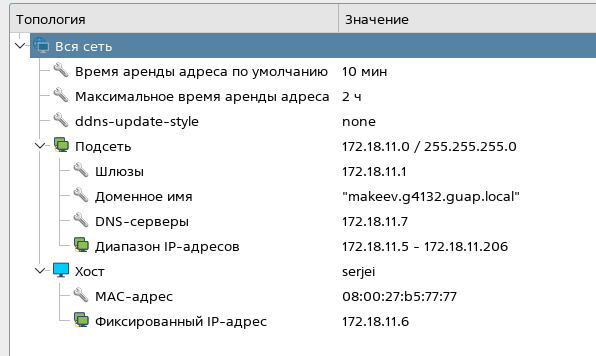 Топология Значение
Вся сеть
Время аренды адреса по умолчанию 10 мин
Максимальное время аренды адреса 2 ч
ddns-update-style none
Подсеть 172.18.11.0 / 255.255.255.0
Шлюзы 172.18.11.1
Доменное имя "makeev.g4132.guap.local"
DNS-серверы 172.18.11.7
Диапазон IP-адресов 172.18.11.5 - 172.18.11.206
Хост serjei
MAC-адрес 08:00:27:b5:77:77
Фиксированный IP-адрес 172.18.11.6